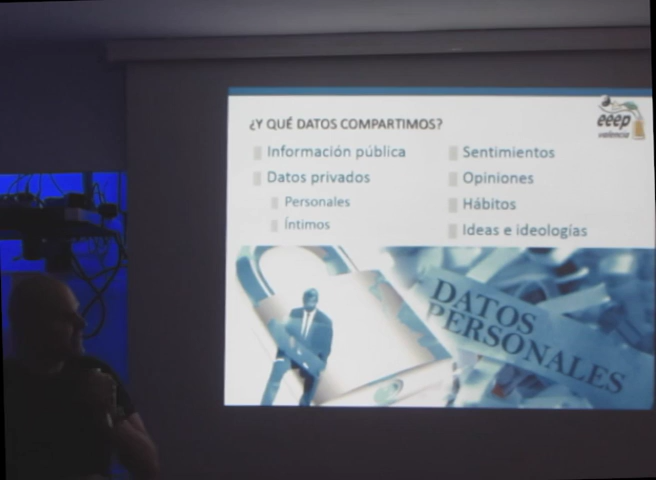 ¿Y QUÉ DATOS COMPARTIMOS?
eeep
valencia
Información pública
Datos privados
Personales
Íntimos
Sentimientos
Opiniones
Hábitos
Ideas e ideologías
DATOS
PERSONALES